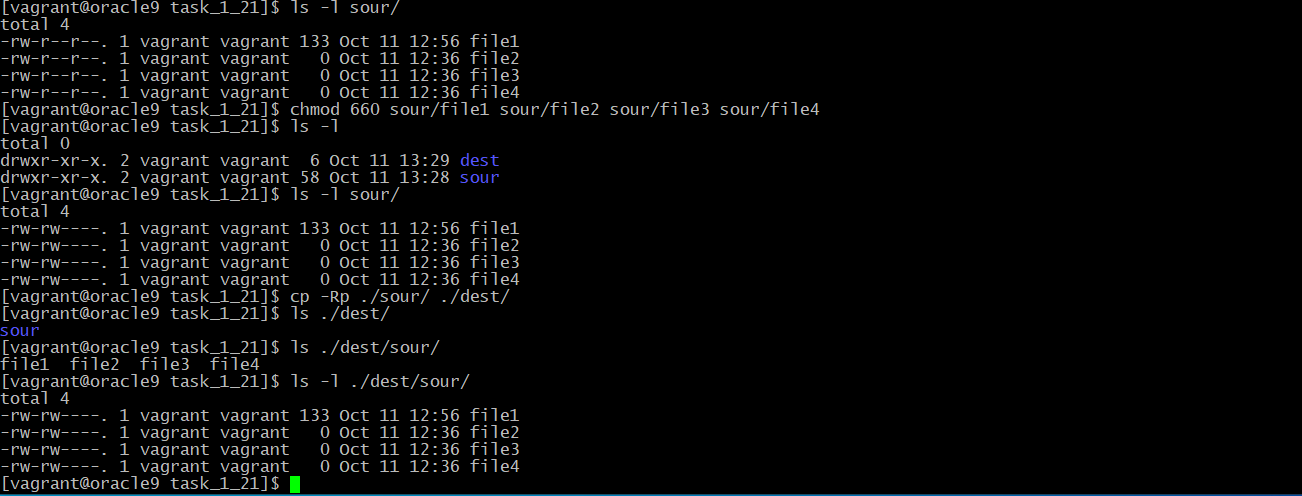 [vagrant@oracle9 task_1_21]$ ls -l sour/
total 4
-rw-r--r--. 1 vagrant vagrant 133 Oct 11 12:56 file1
-rw-r--r--. 1 vagrant vagrant   0 Oct 11 12:36 file2
-rw-r--r--. 1 vagrant vagrant   0 Oct 11 12:36 file3
-rw-r--r--. 1 vagrant vagrant   0 Oct 11 12:36 file4
[vagrant@oracle9 task_1_21]$ chmod 660 sour/file1 sour/file2 sour/file3 sour/file4
[vagrant@oracle9 task_1_21]$ ls -l
total 0
drwxr-xr-x. 2 vagrant vagrant  6 Oct 11 13:29 dest
drwxr-xr-x. 2 vagrant vagrant 58 Oct 11 13:28 sour
[vagrant@oracle9 task_1_21]$ ls -l sour/
total 4
-rw-rw----. 1 vagrant vagrant 133 Oct 11 12:56 file1
-rw-rw----. 1 vagrant vagrant   0 Oct 11 12:36 file2
-rw-rw----. 1 vagrant vagrant   0 Oct 11 12:36 file3
-rw-rw----. 1 vagrant vagrant   0 Oct 11 12:36 file4
[vagrant@oracle9 task_1_21]$ cp -Rp ./sour/ ./dest/
[vagrant@oracle9 task_1_21]$ ls ./dest/
sour
[vagrant@oracle9 task_1_21]$ ls ./dest/sour/
file1  file2  file3  file4
[vagrant@oracle9 task_1_21]$ ls -l ./dest/sour/
total 4
-rw-rw----. 1 vagrant vagrant 133 Oct 11 12:56 file1
-rw-rw----. 1 vagrant vagrant   0 Oct 11 12:36 file2
-rw-rw----. 1 vagrant vagrant   0 Oct 11 12:36 file3
-rw-rw----. 1 vagrant vagrant   0 Oct 11 12:36 file4
[vagrant@oracle9 task_1_21]$